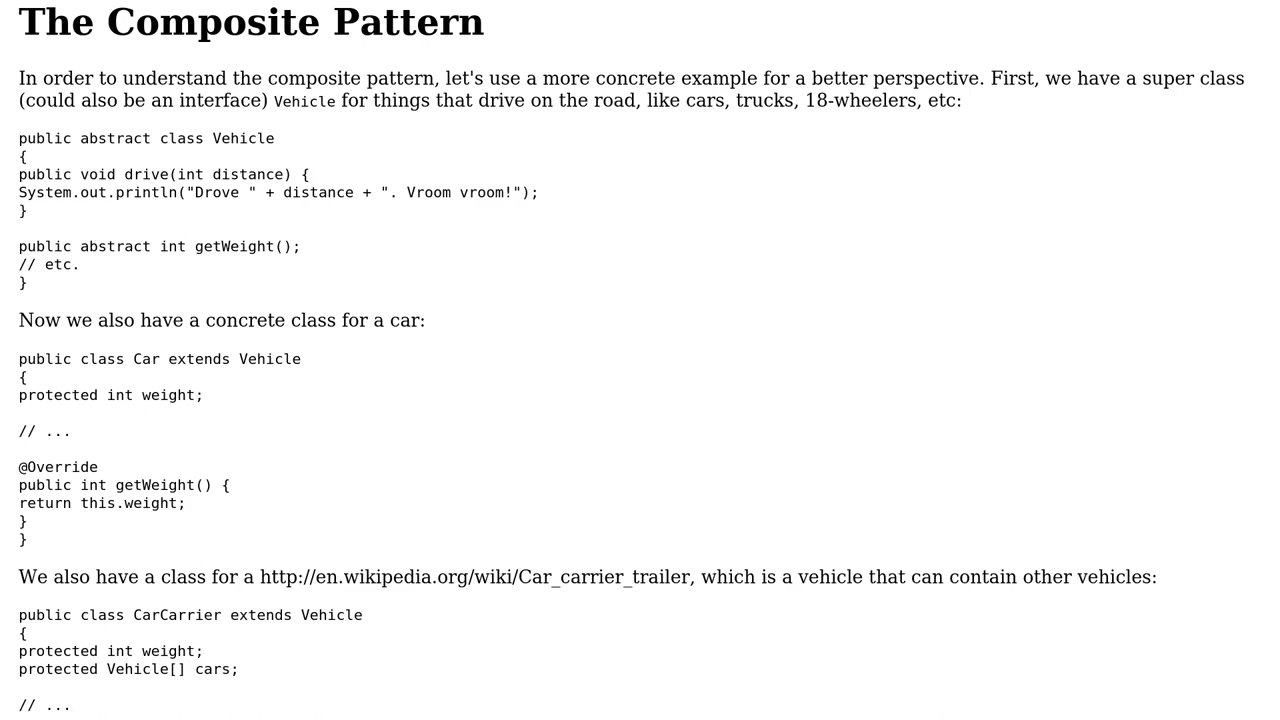 The Composite Pattern
In order to understand the composite pattern, let's use a more concrete example for a better perspective. First, we have a super class
(could also be an interface) Vehicle for things that drive on the road, like cars, trucks, 18-wheelers, etc:
public abstract class Vehicle
{
public void drive(int distance) {
System.out.println("Drove " + distance + ". Vroom vroom!");
}
public abstract int getWeight();
// etc.
}
Now we also have a concrete class for a car:
public class Car extends Vehicle
{
protected int weight;
// ...
@Override
public int getWeight() {
return this.weight;
}
}
We also have a class for a http://en.wikipedia.org/wiki/Car_carrier_trailer, which is a vehicle that can contain other vehicles:
public class CarCarrier extends Vehicle
{
protected int weight;
protected Vehicle[] cars;
// ...